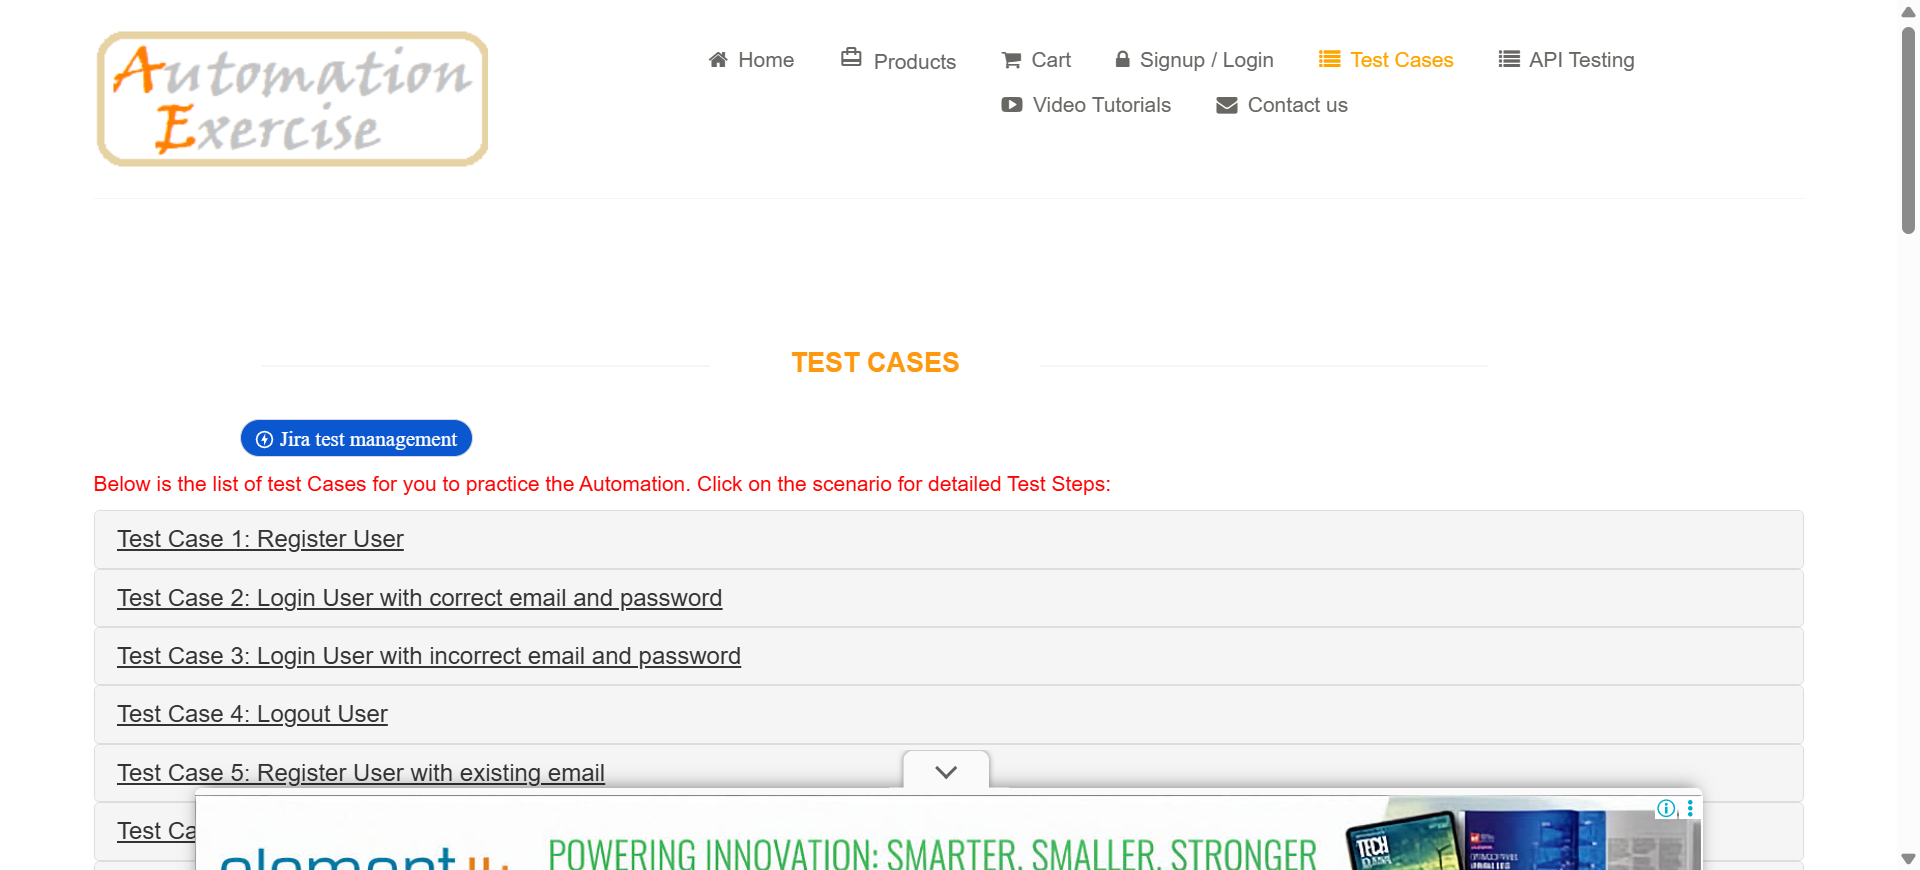 Automation
Exercise
Home Products Cart Signup / Login Test Cases API Testing
Video Tutorials Contact us
TEST CASES
Jira test management
Below is the list of test Cases for you to practice the Automation. Click on the scenario for detailed Test Steps:
Test Case 1: Register User
Test Case 2: Login User with correct email and password
Test Case 3: Login User with incorrect email and password
Test Case 4: Logout User
Test Case 5: Register User with existing email
Test Ca
POWERING INNOVATION: SMARTER. SMALLER. STRONGER
TECH